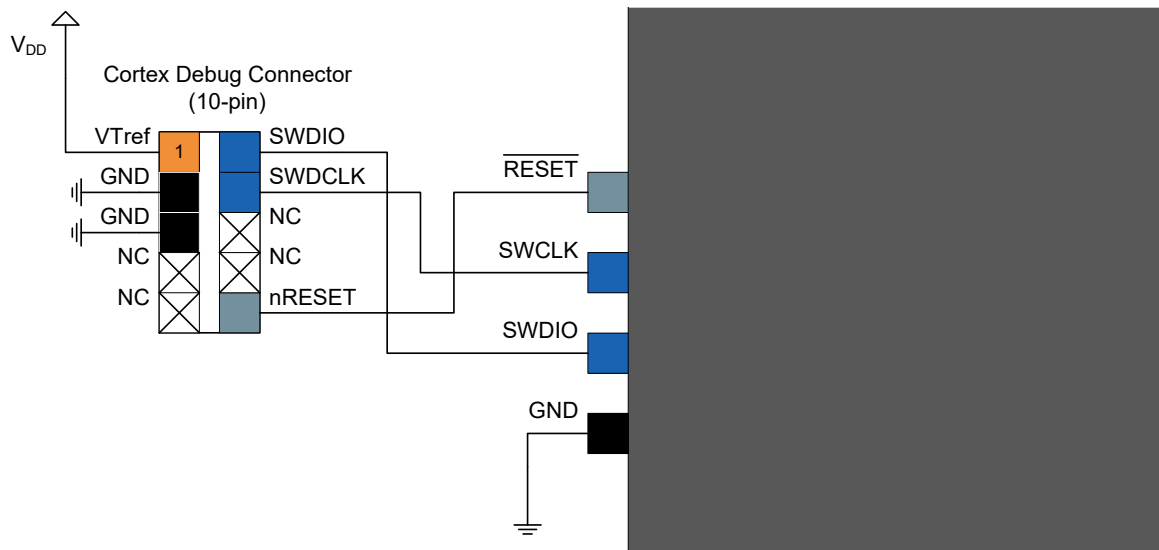 VDD
Cortex Debug Connector
(10-pin)
VTref
1
SWDIO
GND
SWDCLK
GND
NC
NC
NC
NC
nRESET
RESET
SWCLK
SWDIO
GND